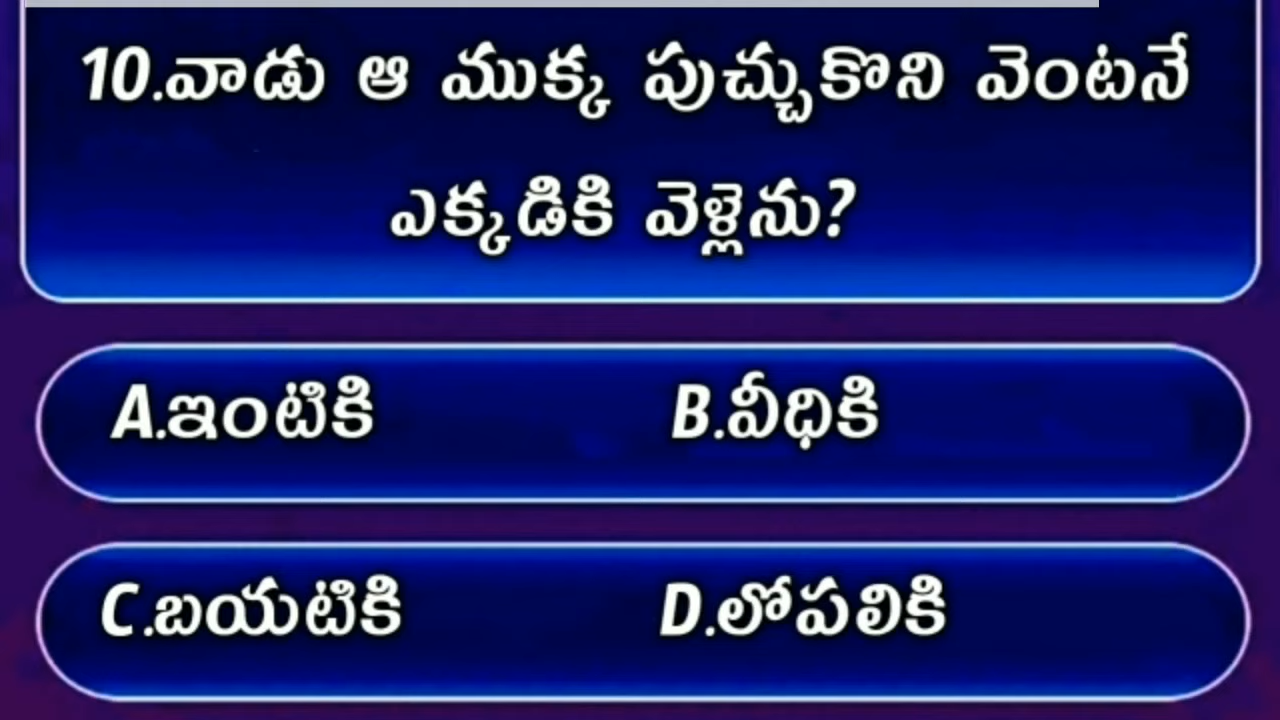 10.వాడు ఆ ముక్క పుచ్చుకొని వెంటనే
ఎక్కడికి వెళ్లెను?
A.ఇంటికి B.వీధికి
C.బయటికి D.లోపలికి